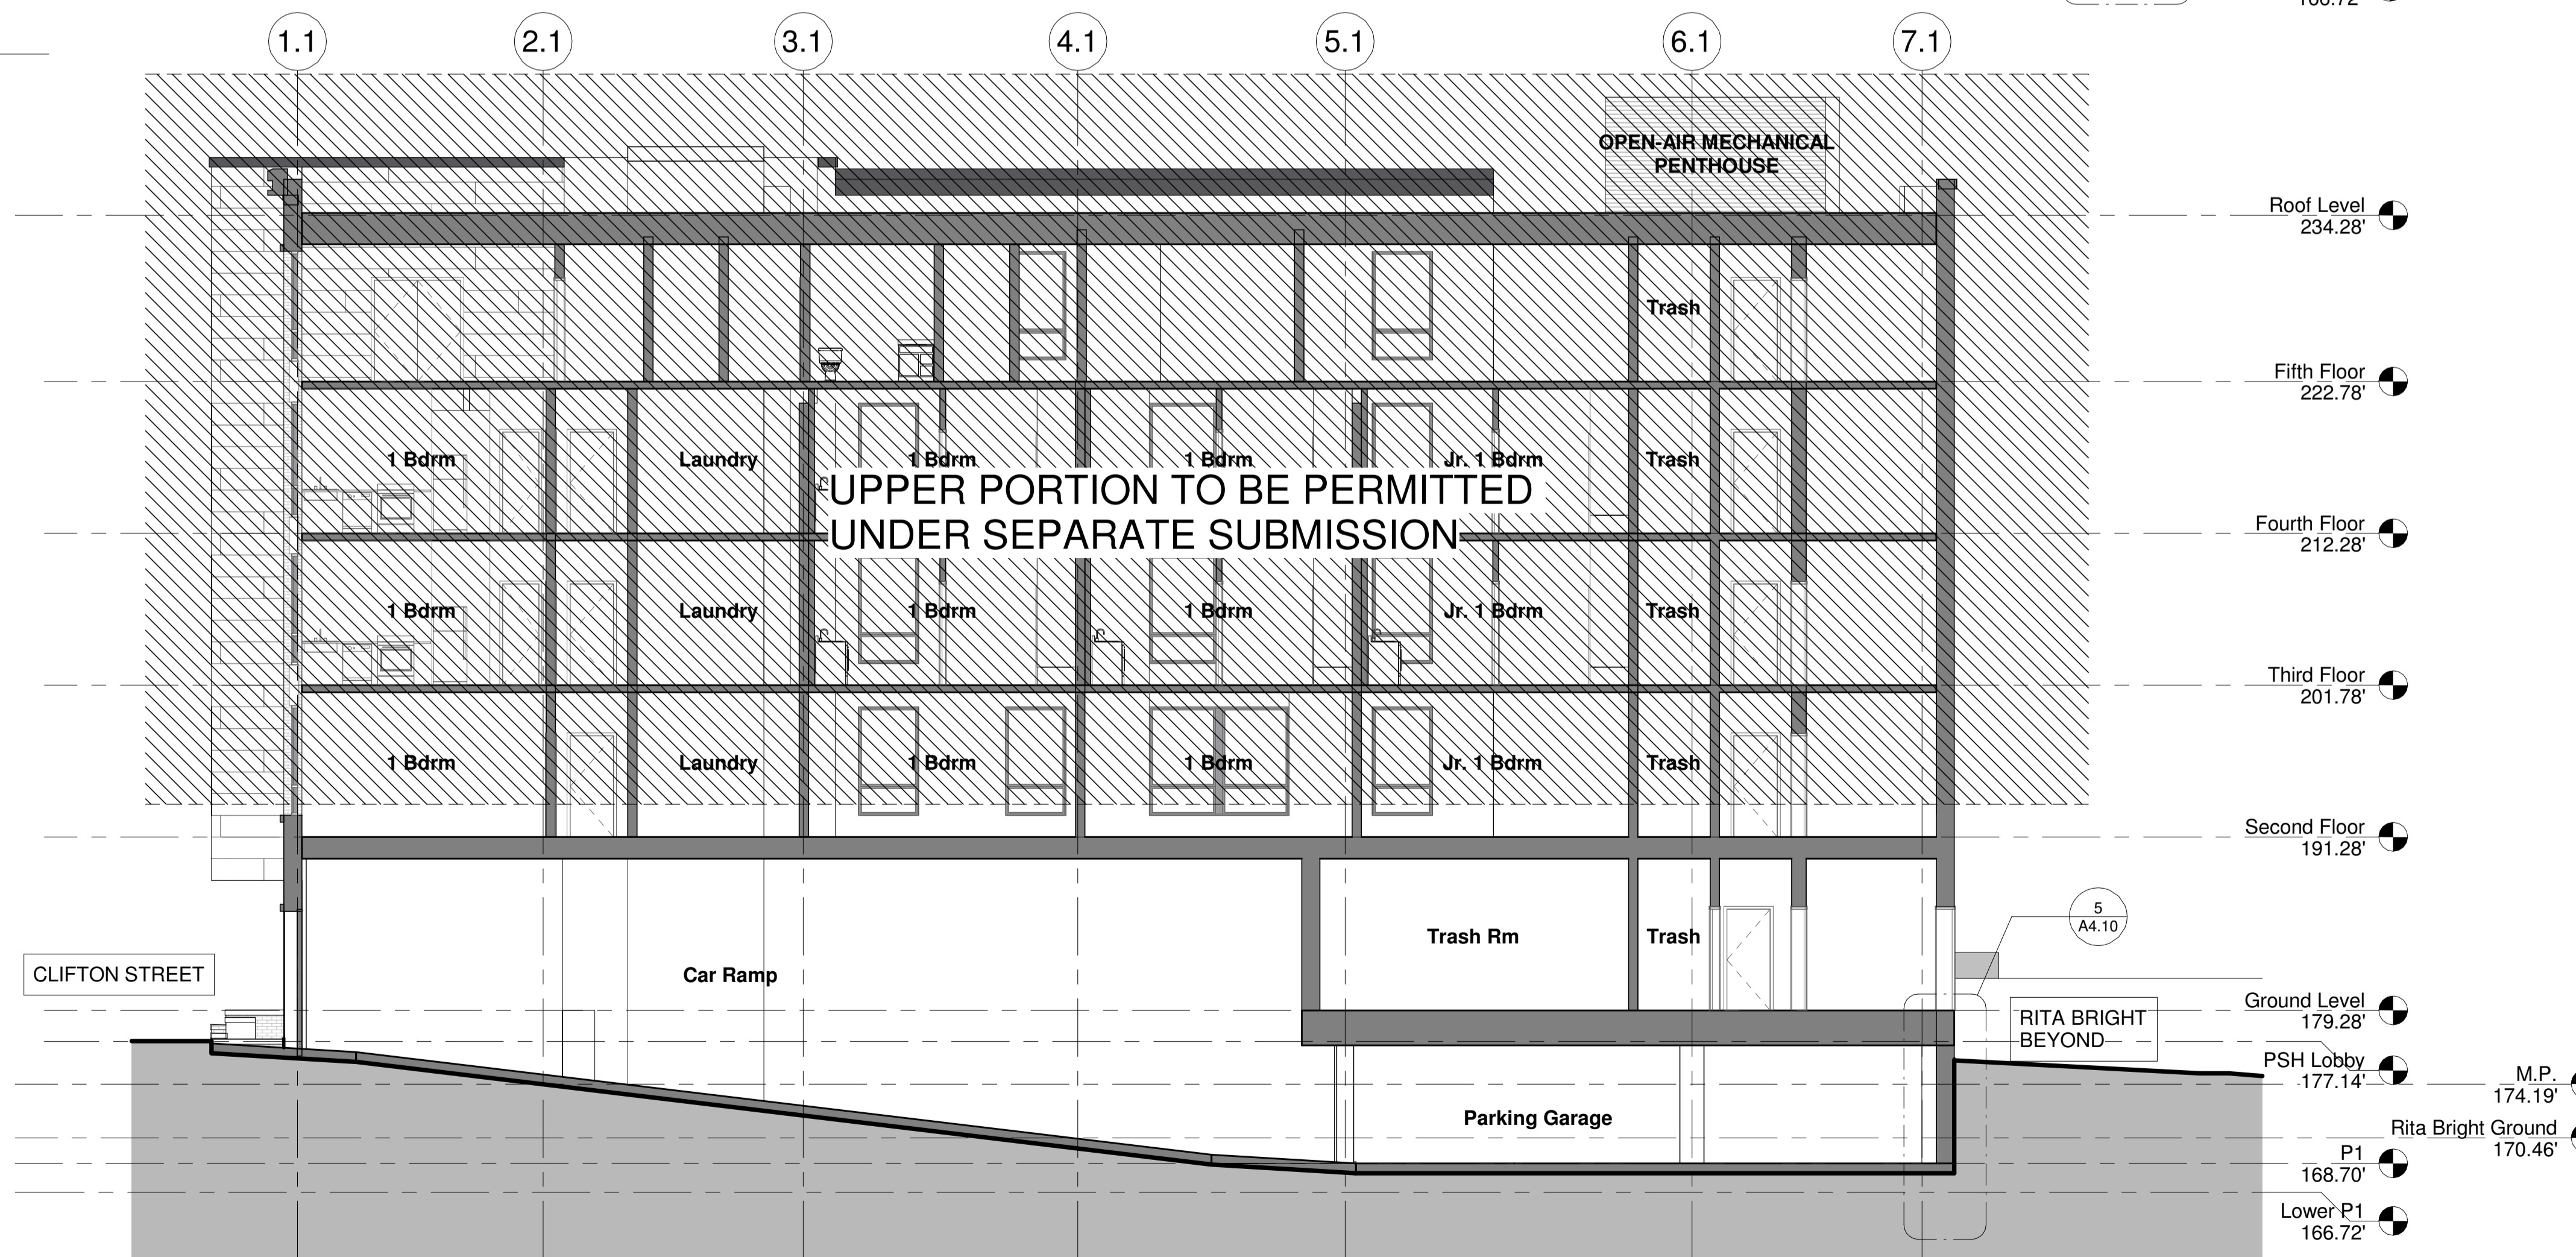 166.72'
1.1
2.1
3.1
4.1
5.1
6.1
7.1
OPEN-AIR MECHANICAL
PENTHOUSE
Roof Level
234.28'
Trash
Fifth Floor
222.78'
1 Bdrm
Laundry
1 Bdrm
1 Bdrm
Jr. 1 Bdrm
Trash
UPPER PORTION TO BE PERMITTED
UNDER SEPARATE SUBMISSION
Fourth Floor
212.28'
1 Bdrm
Laundry
1 Bdrm
1 Bdrm
Jr. 1 Bdrm
Trash
Third Floor
201.78'
1 Bdrm
Laundry
1 Bdrm
1 Bdrm
Jr. 1 Bdrm
Trash
Second Floor
191.28'
5
A4.10
Trash Rm
Trash
CLIFTON STREET
Car Ramp
Ground Level
179.28'
RITA BRIGHT
BEYOND
PSH Lobby
177.14'
M.P.
174.19'
Parking Garage
Rita Bright Ground
170.46'
P1
168.70'
Lower P1
166.72'